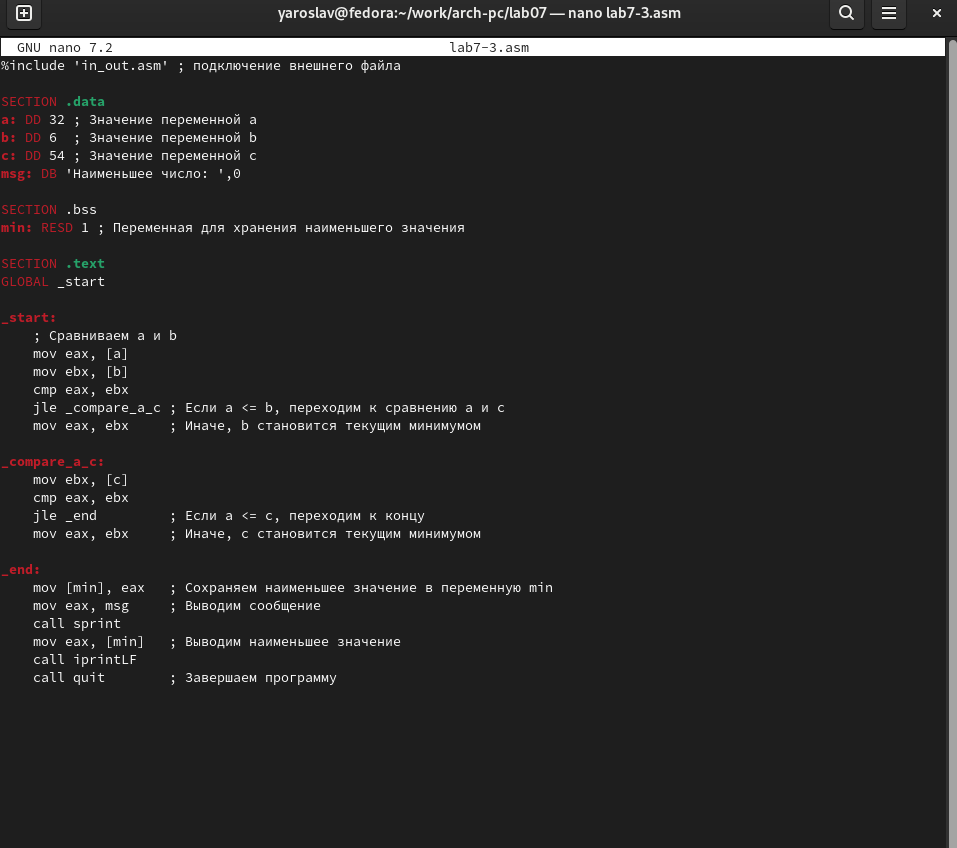 yaroslav@fedora:~/work/arch-pc/lab07 — nano lab7-3.asm
GNU nano 7.2 lab7-3.asm
%include 'in_out.asm' ; подключение внешнего файла
SECTION .data
a: DD 32 ; Значение переменной a
b: DD 6  ; Значение переменной b
c: DD 54 ; Значение переменной c
msg: DB 'Наименьшее число: ',0
SECTION .bss
min: RESD 1 ; Переменная для хранения наименьшего значения
SECTION .text
GLOBAL _start
_start:
    ; Сравниваем a и b
    mov eax, [a]
    mov ebx, [b]
    cmp eax, ebx
    jle _compare_a_c ; Если a <= b, переходим к сравнению a и c
    mov eax, ebx     ; Иначе, b становится текущим минимумом
_compare_a_c:
    mov ebx, [c]
    cmp eax, ebx
    jle _end         ; Если a <= c, переходим к концу
    mov eax, ebx     ; Иначе, c становится текущим минимумом
_end:
    mov [min], eax   ; Сохраняем наименьшее значение в переменную min
    mov eax, msg     ; Выводим сообщение
    call sprint
    mov eax, [min]   ; Выводим наименьшее значение
    call iprintLF
    call quit        ; Завершаем программу